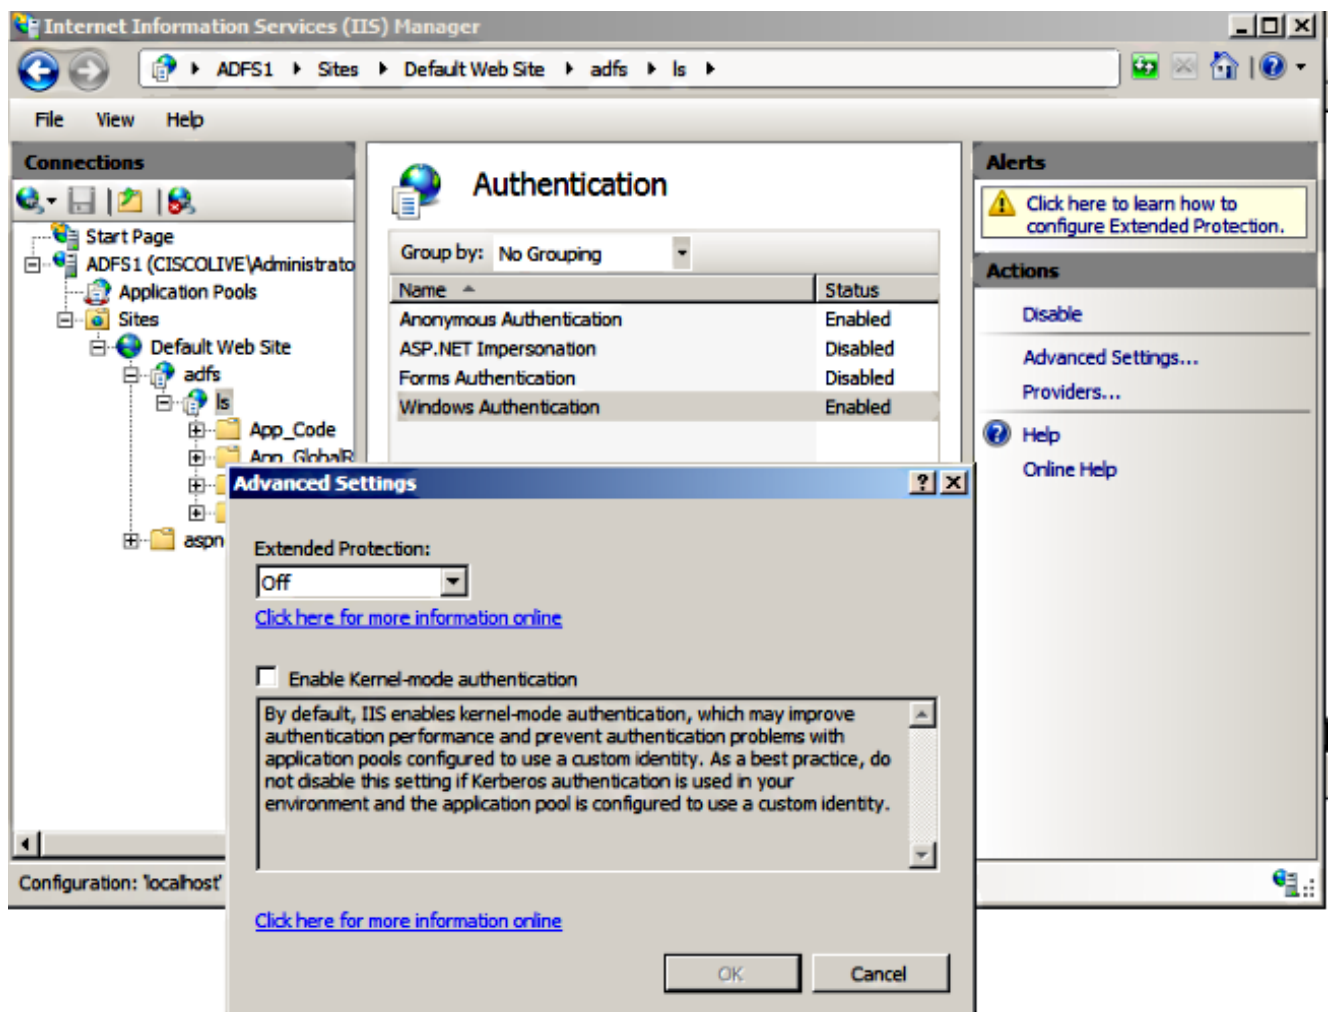 Internet Information Services (IIS) Manager
ADFS1 Sites Default Web Site adfs ls
File View Help
Connections
Start Page
ADFS1 (CISCOLIVE\Administrato
Application Pools
Sites
Default Web Site
adfs
ls
App_Code
App_GlobalR
aspn
Configuration: 'localhost'
Authentication
Group by: No Grouping
Name Status
Anonymous Authentication Enabled
ASP.NET Impersonation Disabled
Forms Authentication Disabled
Windows Authentication Enabled
Alerts
Click here to learn how to
configure Extended Protection.
Actions
Disable
Advanced Settings...
Providers...
Help
Online Help
Advanced Settings
Extended Protection:
Off
Click here for more information online
Enable Kernel-mode authentication
By default, IIS enables kernel-mode authentication, which may improve
authentication performance and prevent authentication problems with
application pools configured to use a custom identity. As a best practice, do
not disable this setting if Kerberos authentication is used in your
environment and the application pool is configured to use a custom identity.
Click here for more information online
OK Cancel